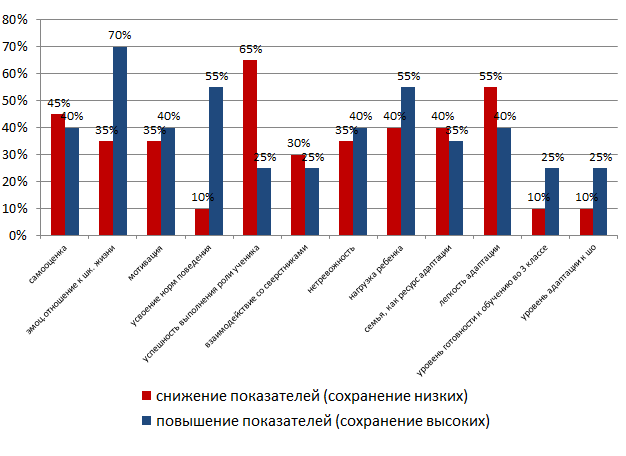 80%
70%
60%
50%
40%
30%
20%
10%
0%
45%
40%
35%
70%
35%
40%
10%
55%
65%
25%
30%
25%
35%
40%
40%
55%
40%
35%
55%
40%
10%
25%
10%
25%
самооценка
эмоц.отношение к шк. жизни
мотивация
усвоение норм поведения
успешность выполнения роли ученика
взаимодействие со сверстниками
нетревожность
нагрузка ребенка
семья, как ресурс адаптации
легкость адаптации
уровень готовности к обучению во 3 классе
уровень адаптации к шо
снижение показателей (сохранение низких)
повышение показателей (сохранение высоких)